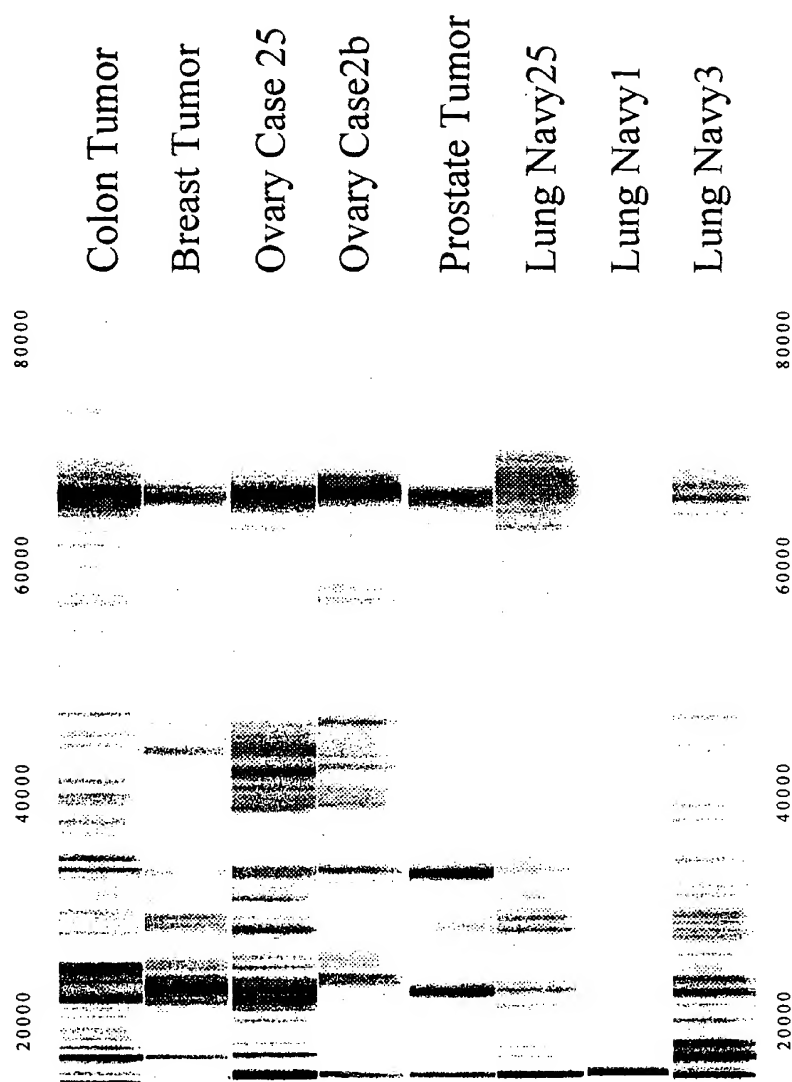 Colon Tumor
Breast Tumor
Ovary Case 25
Ovary Case2b
Prostate Tumor
Lung Navy25
Lung Navy1
Lung Navy3
80000
80000
60000
60000
40000
40000
20000
20000